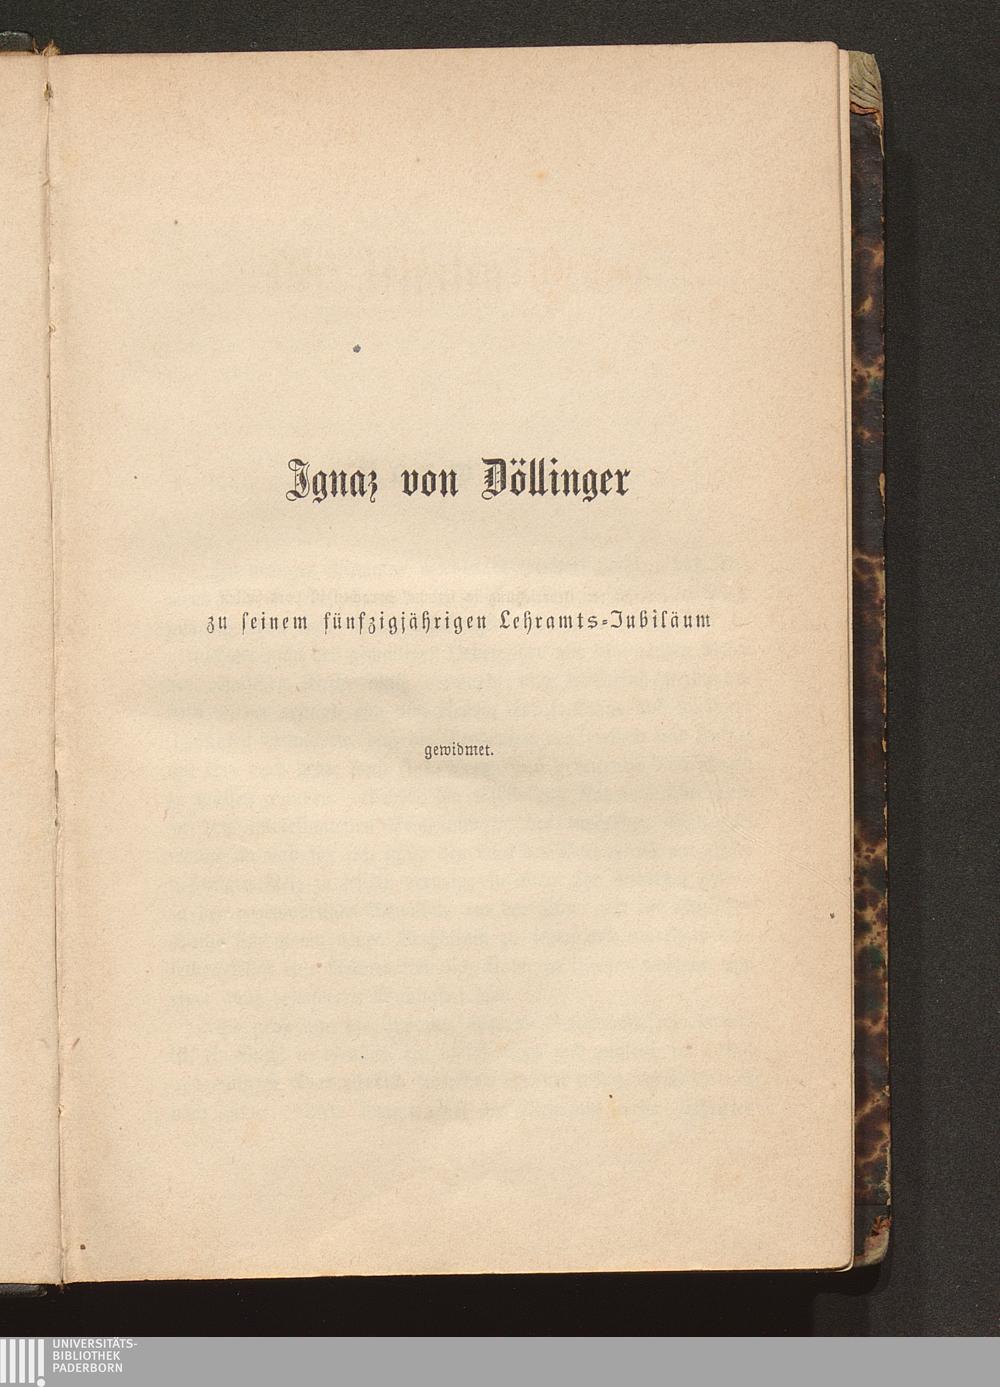 Ignaz von Döllinger
zu seinem fünfzigjährigen Lehramts-Jubiläum
gewidmet.
UNIVERSITÄTS-
BIBLIOTHEK
PADERBORN